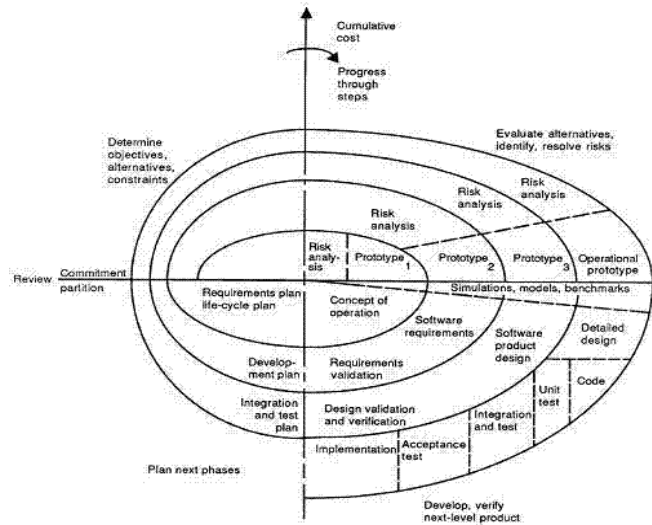 Cumulative
cost
Progress
through
steps
Determine
objectives,
alternatives,
constraints
Evaluate alternatives,
identify, resolve risks
Risk
analysis
Risk
analysis
Risk
analysis
Risk
analy-
sis
Prototype
1
Prototype
2
Prototype
3
Operational
prototype
Review
Commitment
partition
Simulations, models, benchmarks
Requirements plan
life-cycle plan
Concept of
operation
Software
requirements
Software
product
design
Detailed
design
Develop-
ment plan
Requirements
validation
Integration
and test
plan
Design validation
and verification
Code
Unit
test
Integration
and test
Acceptance
test
Implementation
Plan next phases
Develop, verify
next-level product